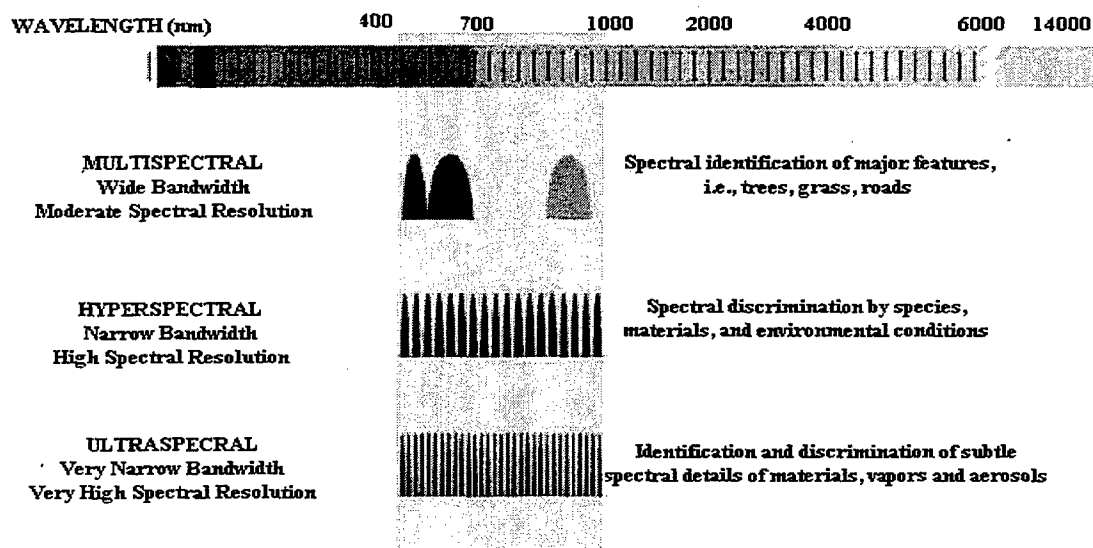 WAVELENGTH (nm) 400 700 1000 2000 4000 6000 14000
MULTISPECTRAL
Wide Bandwidth
Moderate Spectral Resolution
Spectral identification of major features,
i.e., trees, grass, roads
HYPERSPECTRAL
Narrow Bandwidth
High Spectral Resolution
Spectral discrimination by species,
materials, and environmental conditions
ULTRASPECRAL
Very Narrow Bandwidth
Very High Spectral Resolution
Identification and discrimination of subtle
spectral details of materials, vapors and aerosols